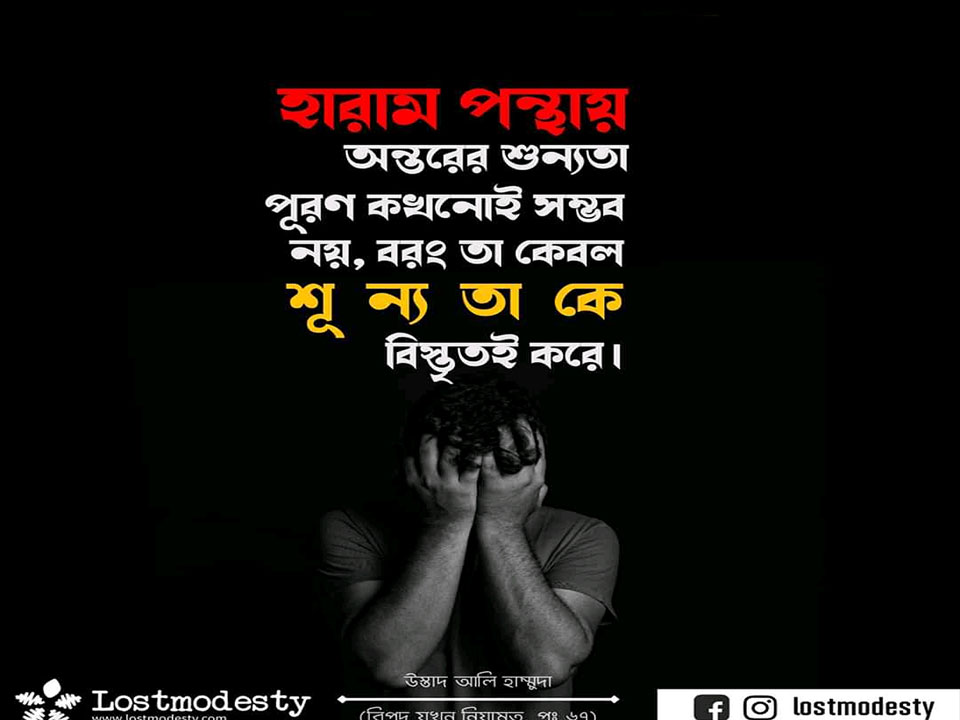 হারাম পন্থায়
অন্তরের শুন্যতা
পূরণ কখনোই সম্ভব
নয়, বরং তা কেবল
শূ ন্য তা কে
বিস্তৃতই করে।
উস্তাদ আলি হাম্মুদা
(বিপদ যখন নিয়ামত, পৃঃ ৬৭)
Lostmodesty
www.lostmodesty.com
lostmodesty